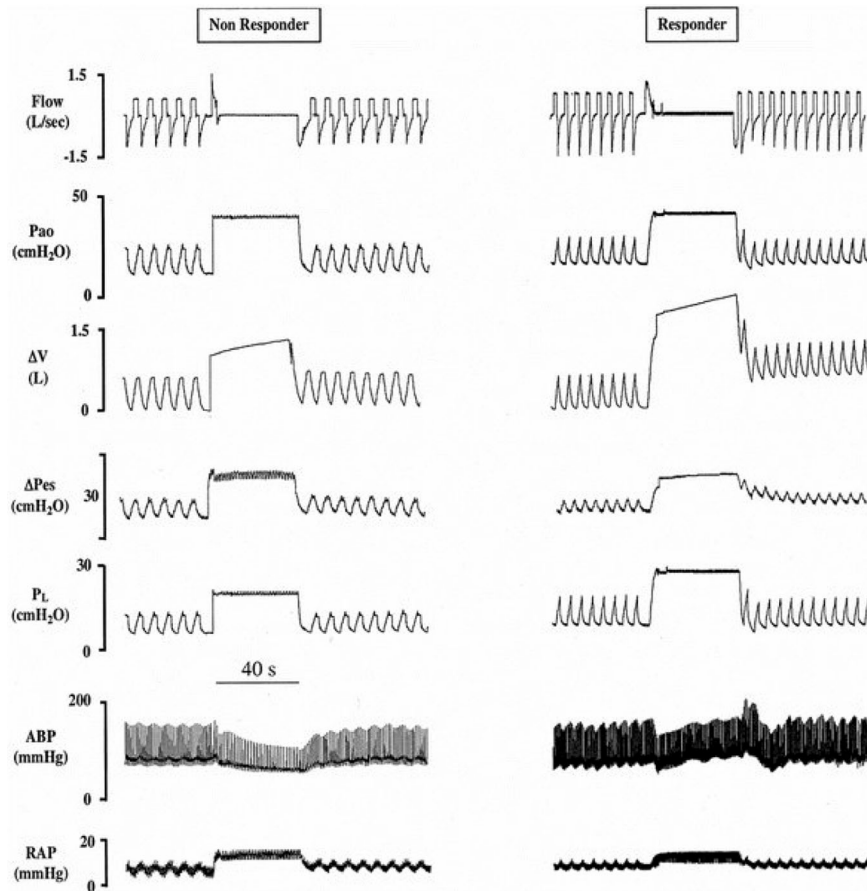 Non Responder
Responder
1.5
Flow
(L/sec)
-1.5
50
Pao
(cmH2O)
0
1.5
ΔV
(L)
0
ΔPes
30
(cmH2O)
30
PL
(cmH2O)
0
40 s
200
ABP
(mmHg)
0
20
RAP
(mmHg)
0